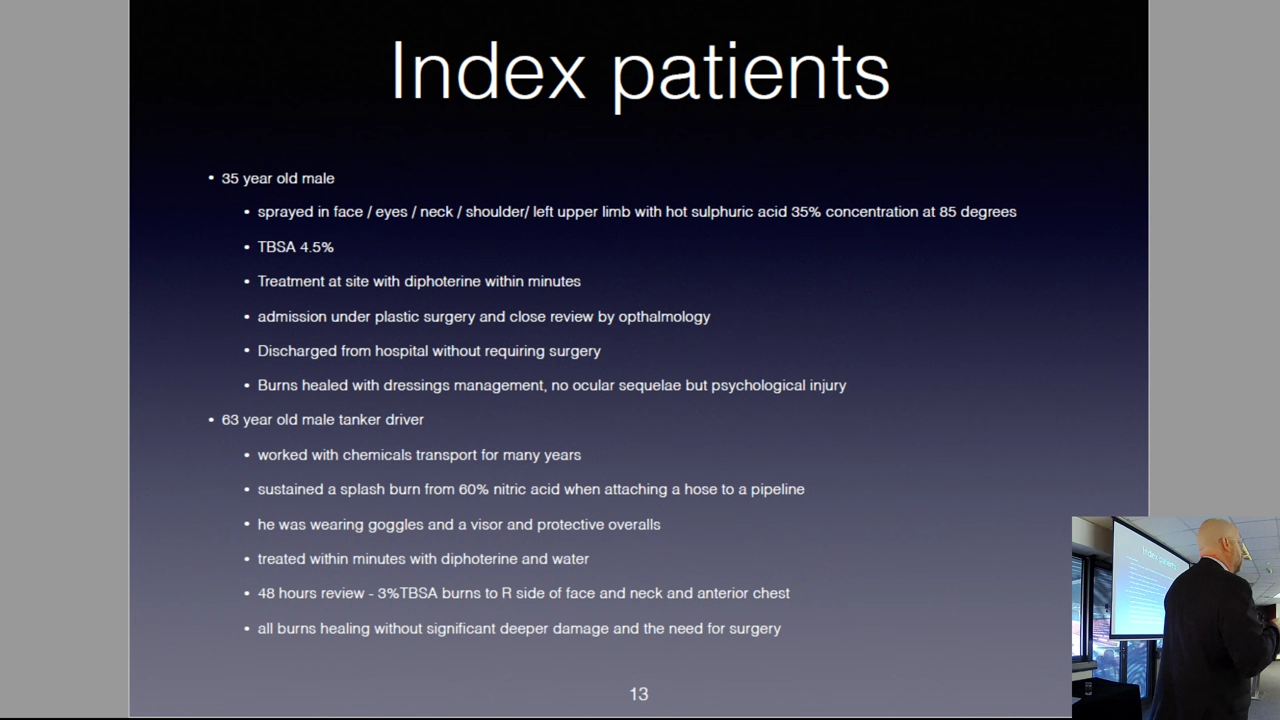 Index patients
• 35 year old male
• sprayed in face / eyes / neck / shoulder/ left upper limb with hot sulphuric acid 35% concentration at 85 degrees
• TBSA 4.5%
• Treatment at site with diphoterine within minutes
• admission under plastic surgery and close review by opthalmology
• Discharged from hospital without requiring surgery
• Burns healed with dressings management, no ocular sequelae but psychological injury
• 63 year old male tanker driver
• worked with chemicals transport for many years
• sustained a splash burn from 60% nitric acid when attaching a hose to a pipeline
• he was wearing goggles and a visor and protective overalls
• treated within minutes with diphoterine and water
• 48 hours review - 3%TBSA burns to R side of face and neck and anterior chest
• all burns healing without significant deeper damage and the need for surgery
13
Index patients